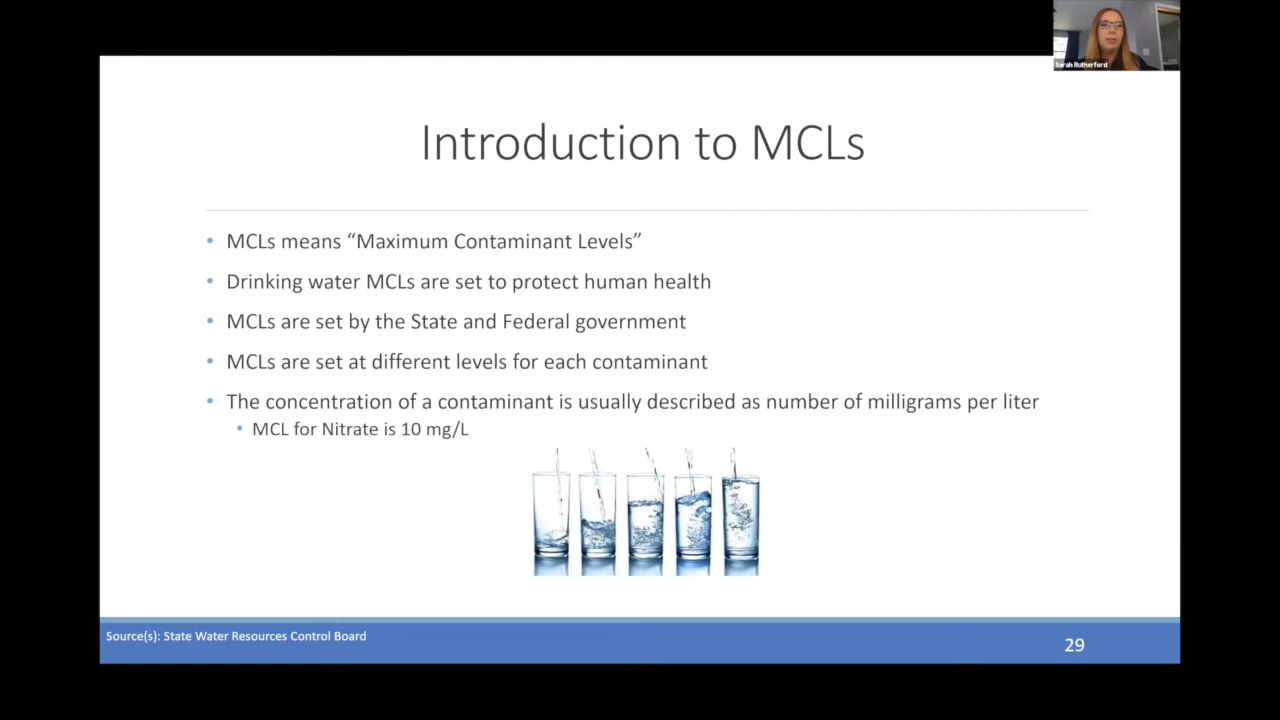 Sarah Rutherford
Introduction to MCLs
• MCLs means “Maximum Contaminant Levels”
• Drinking water MCLs are set to protect human health
• MCLs are set by the State and Federal government
• MCLs are set at different levels for each contaminant
• The concentration of a contaminant is usually described as number of milligrams per liter
• MCL for Nitrate is 10 mg/L
Source(s): State Water Resources Control Board
29